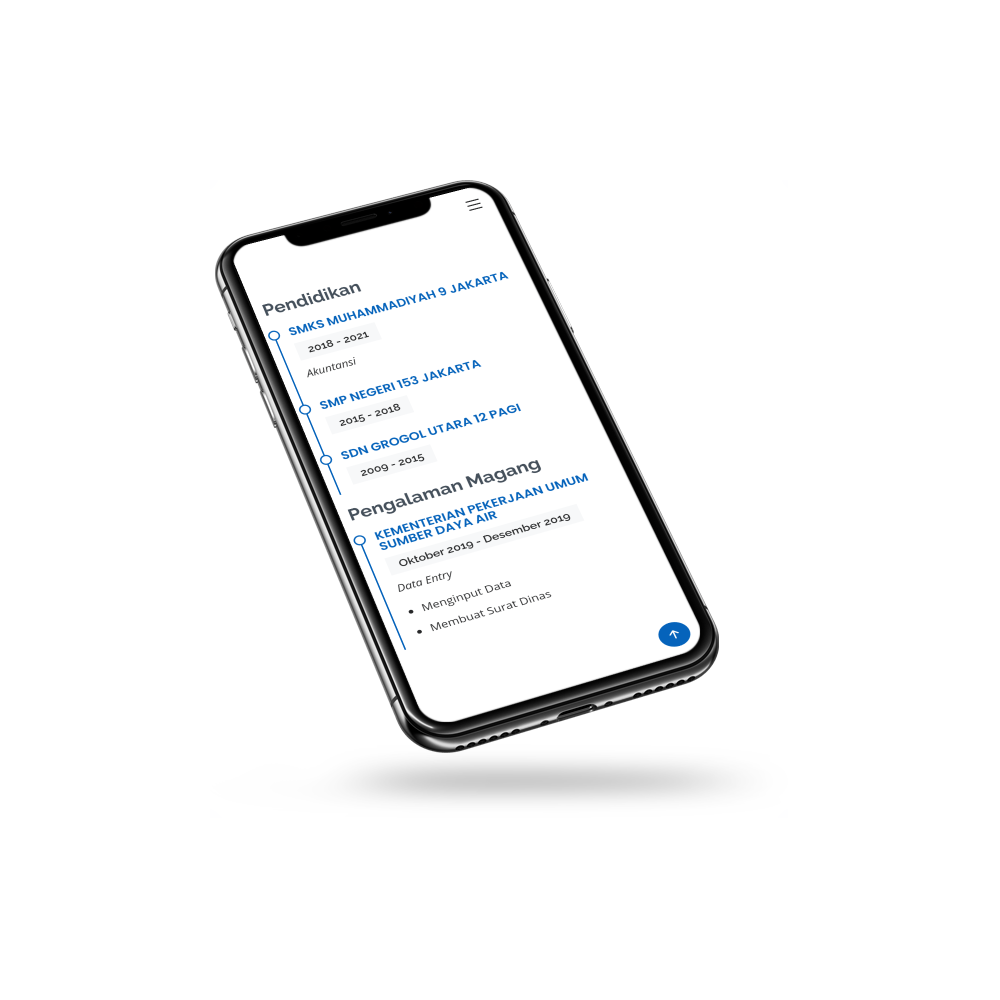 Pendidikan
SMKS MUHAMMADIYAH 9 JAKARTA
2018 - 2021
Akuntansi
SMP NEGERI 153 JAKARTA
2015 - 2018
SDN GROGOL UTARA 12 PAGI
2009 - 2015
Pengalaman Magang
KEMENTERIAN PEKERJAAN UMUM
SUMBER DAYA AIR
Oktober 2019 - Desember 2019
Data Entry
Menginput Data
Membuat Surat Dinas